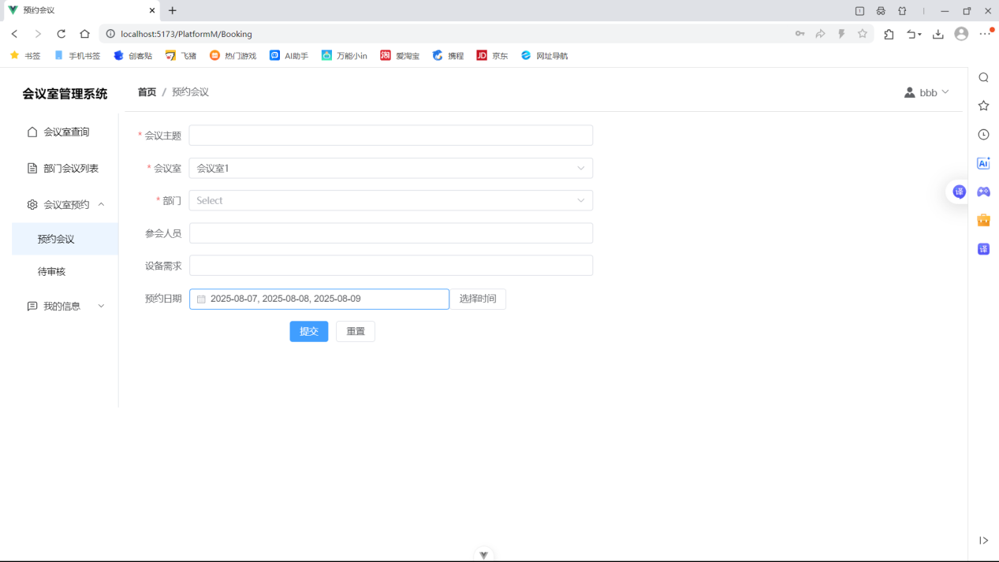 预约会议
localhost:5173/PlatformM/Booking
书签 手机书签 创客贴 飞猪 热门游戏 AI助手 万能小in 爱淘宝 携程 京东 网址导航
会议室管理系统
首页 / 预约会议
bbb
会议室查询
部门会议列表
会议室预约
预约会议
待审核
我的信息
* 会议主题
* 会议室 会议室1
* 部门 Select
参会人员
设备需求
预约日期 2025-08-07, 2025-08-08, 2025-08-09 选择时间
提交 重置
淘
JD
AI
译
译
1